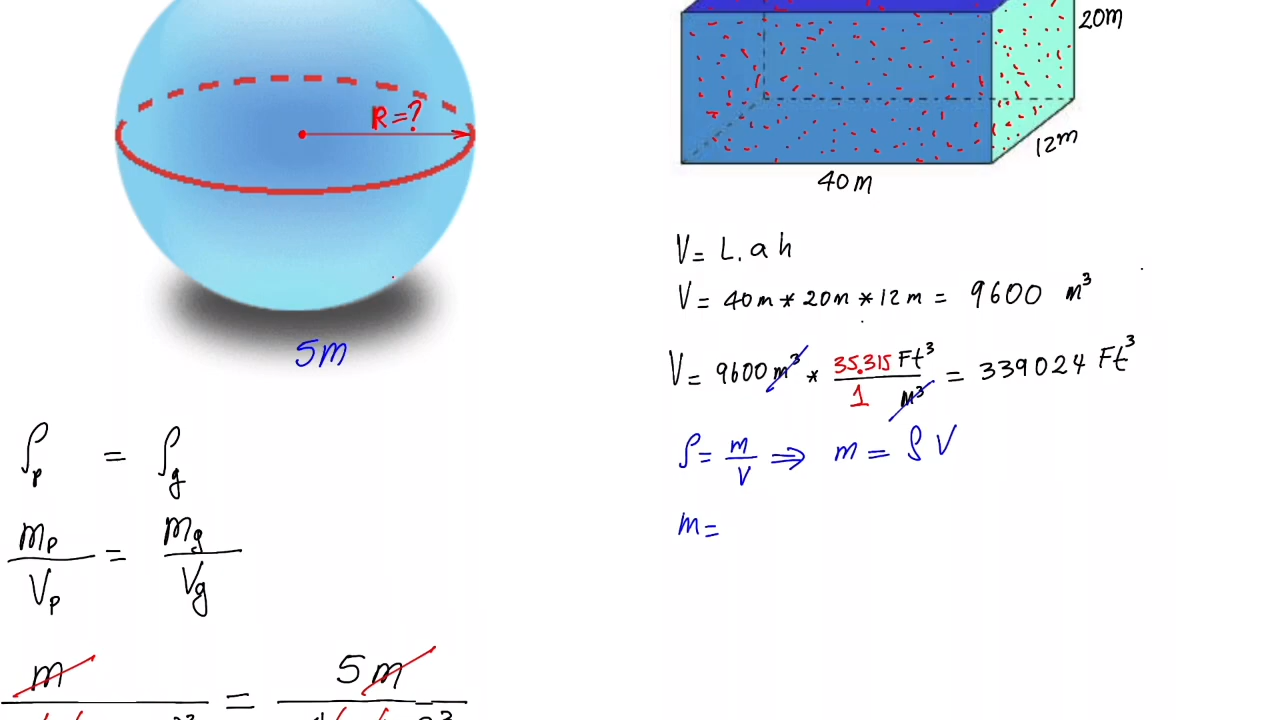 R=?
5m
ρp = ρg
mp/Vp = mg/Vg
m = 5m
20m
12m
40m
V= L. a h
V= 40m * 20m * 12m = 9600 m³
V= 9600 m³ * 35.315 Ft³ / 1 m³ = 339024 Ft³
ρ= m/V ⇒ m = ρ V
m=